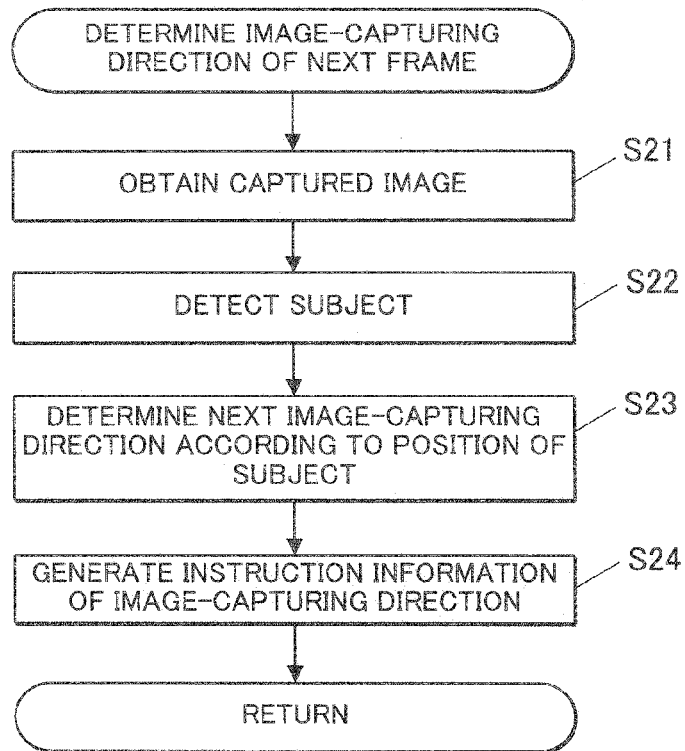 DETERMINE IMAGE-CAPTURING
DIRECTION OF NEXT FRAME
S21
OBTAIN CAPTURED IMAGE
S22
DETECT SUBJECT
S23
DETERMINE NEXT IMAGE-CAPTURING
DIRECTION ACCORDING TO POSITION OF
SUBJECT
S24
GENERATE INSTRUCTION INFORMATION
OF IMAGE-CAPTURING DIRECTION
RETURN